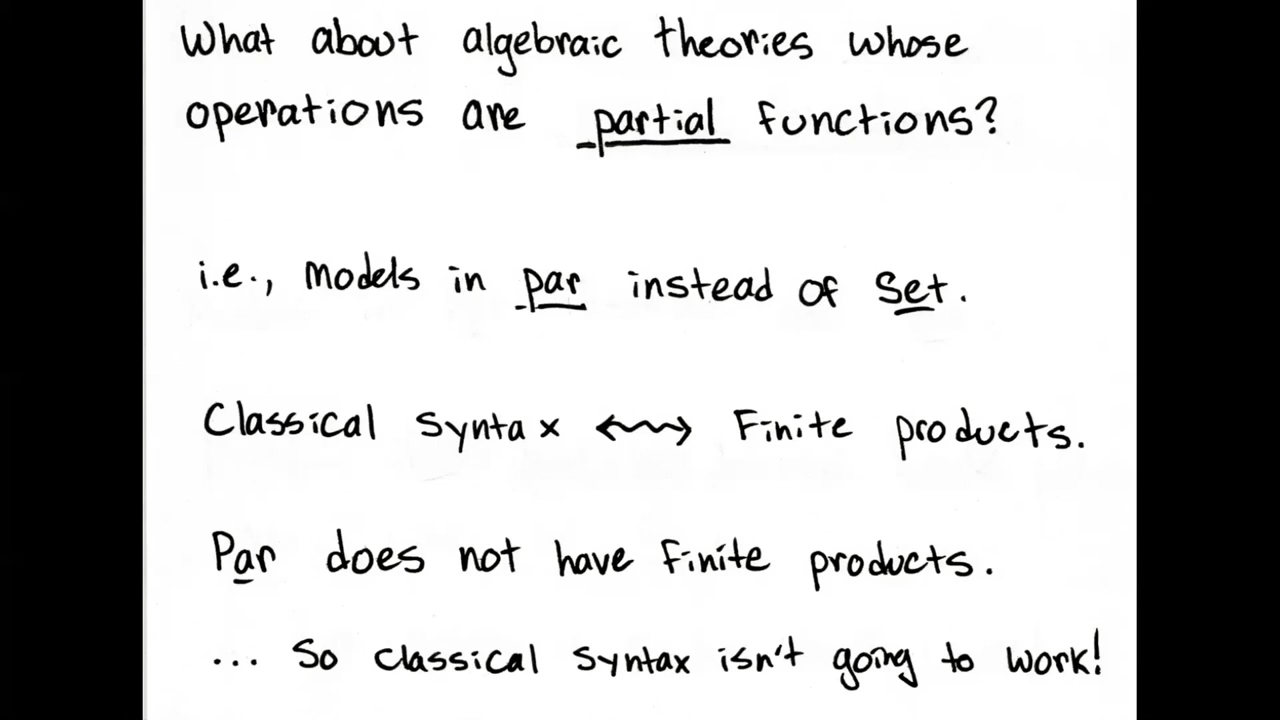 What about algebraic theories whose
operations are partial functions?
i.e., models in par instead of Set.
Classical Syntax <~~> Finite products.
Par does not have finite products.
... So classical syntax isn't going to work!